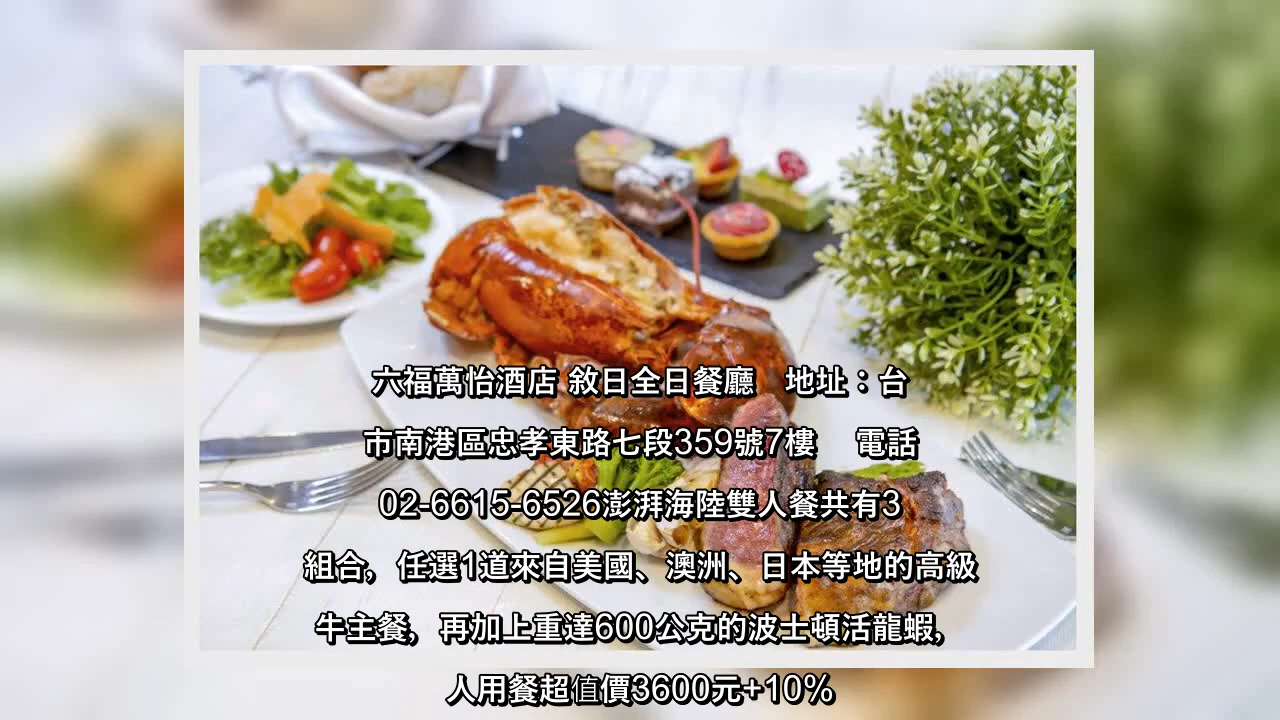 六福萬怡酒店 敘日全日餐廳　地址：台
市南港區忠孝東路七段359號7樓　 電話
02-6615-6526澎湃海陸雙人餐共有3
組合，任選1道來自美國、澳洲、日本等地的高級
牛主餐，再加上重達600公克的波士頓活龍蝦，
人用餐超值價3600元+10%